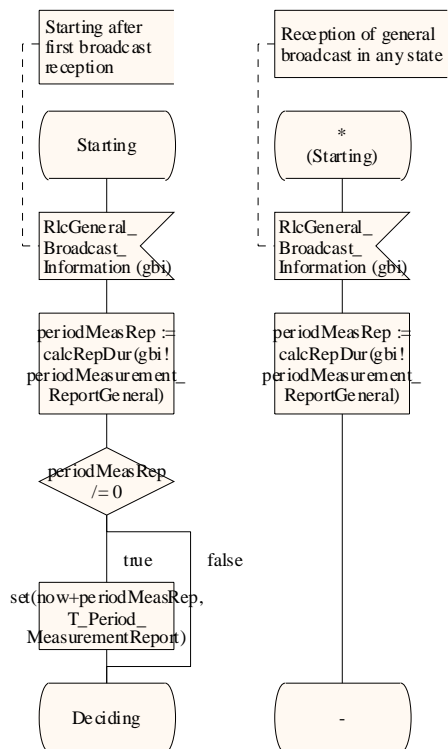 Starting after
first broadcast
reception
Starting
RlcGeneral_
Broadcast_
Information (gbi)
periodMeasRep :=
calcRepDur(gbi!
periodMeasurement_
ReportGeneral)
periodMeasRep
/= 0
true
false
set(now+periodMeasRep,
T_Period_
MeasurementReport)
Deciding
Reception of general
broadcast in any state
*
(Starting)
RlcGeneral_
Broadcast_
Information (gbi)
periodMeasRep :=
calcRepDur(gbi!
periodMeasurement_
ReportGeneral)
-